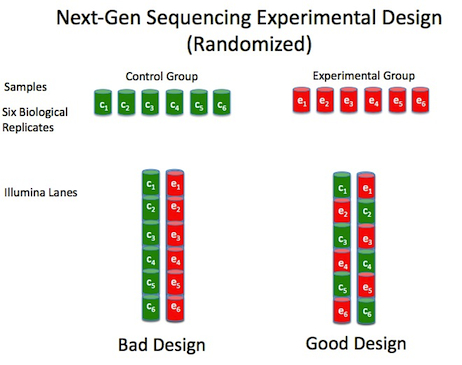 Next-Gen Sequencing Experimental Design
(Randomized)
Control Group
Experimental Group
Samples
c1 c2 c3 c4 c5 c6
e1 e2 e3 e4 e5 e6
Six Biological
Replicates
Illumina Lanes
c1 e1
c2 e2
c3 e3
c4 e4
c5 e5
c6 e6
Bad Design
c1 e1
e2 c2
c3 e3
e4 c4
c5 e5
e6 c6
Good Design